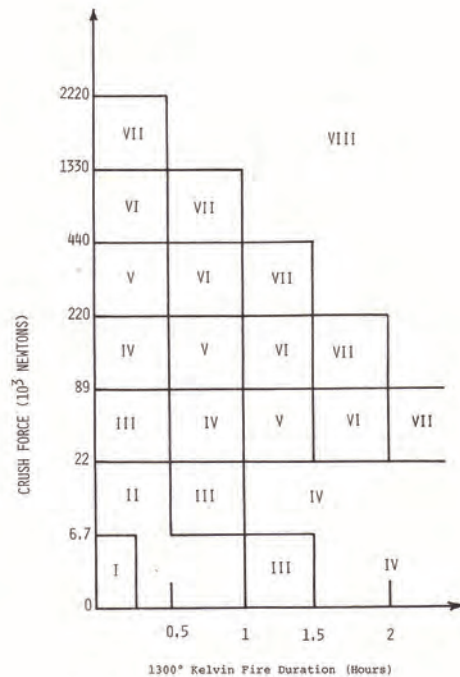 2220
VII
VIII
1330
VI
VII
440
V
VI
VII
220
IV
V
VI
VII
89
III
IV
V
VI
VII
22
II
III
IV
6.7
I
III
IV
0
0.5
1
1.5
2
CRUSH FORCE (10³ NEWTONS)
1300° Kelvin Fire Duration (Hours)